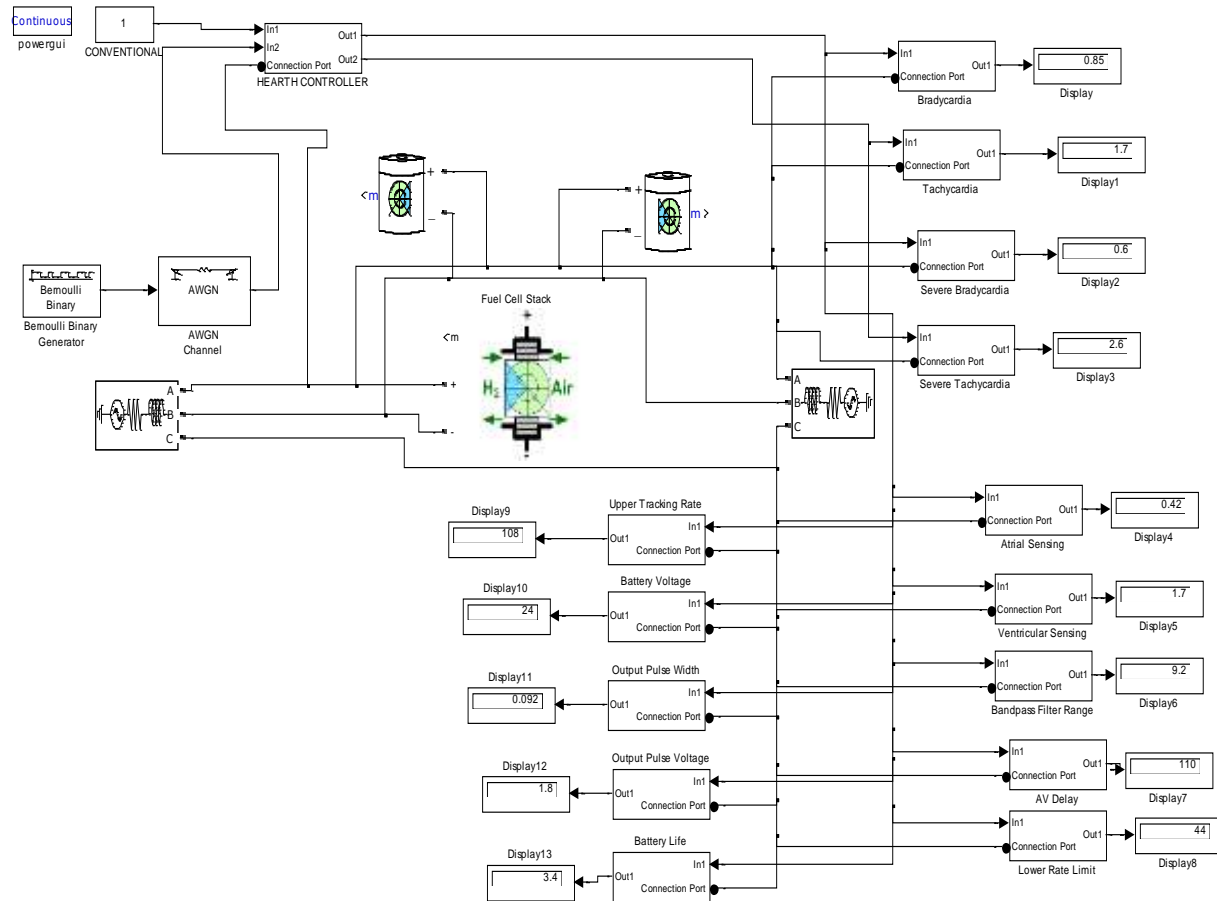 Continuous
powergui
1
CONVENTIONAL
In1
In2
Connection Port
Out1
Out2
HEARTH CONTROLLER
In1
Connection Port
Out1
Bradycardia
0.85
Display
In1
Connection Port
Out1
Tachycardia
1.7
Display1
+
_
<m
+
_
m>
In1
Connection Port
Out1
Severe Bradycardia
0.6
Display2
Bernoulli
Binary
Bernoulli Binary
Generator
AWGN
AWGN
Channel
Fuel Cell Stack
+
<m
+
-
H2
Air
-
In1
Connection Port
Out1
Severe Tachycardia
2.6
Display3
A
B
C
A
B
C
In1
Connection Port
Out1
Atrial Sensing
0.42
Display4
Display9
108
Upper Tracking Rate
In1
Out1
Connection Port
Display10
24
Battery Voltage
In1
Out1
Connection Port
In1
Connection Port
Out1
Ventricular Sensing
1.7
Display5
Display11
0.092
Output Pulse Width
In1
Out1
Connection Port
In1
Connection Port
Out1
Bandpass Filter Range
9.2
Display6
Display12
1.8
Output Pulse Voltage
In1
Out1
Connection Port
In1
Connection Port
Out1
AV Delay
110
Display7
Display13
3.4
Battery Life
In1
Out1
Connection Port
In1
Connection Port
Out1
Lower Rate Limit
44
Display8